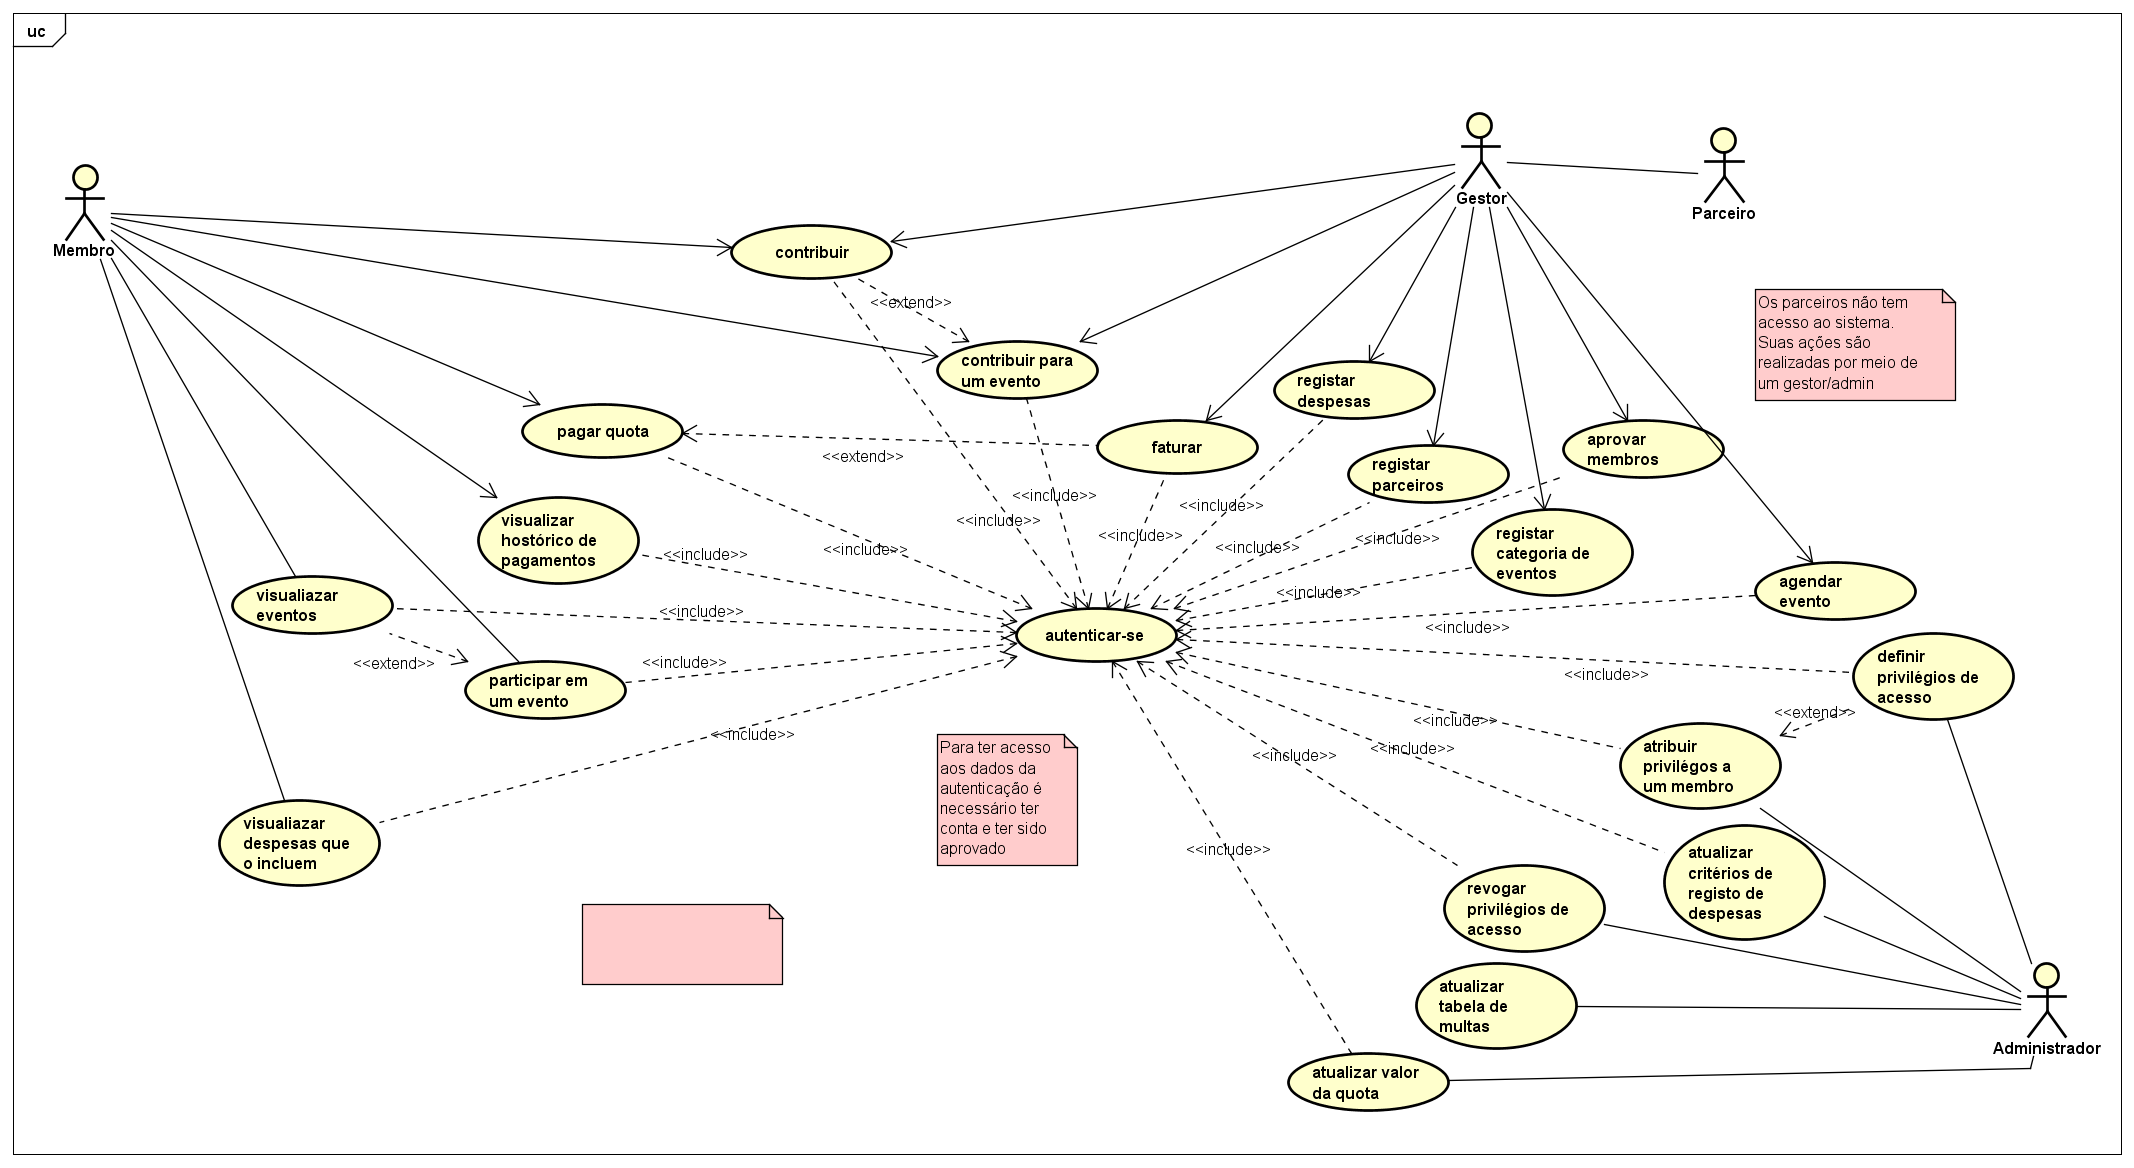 uc
Membro
Gestor
Parceiro
contribuir
<<extend>>
Os parceiros não tem
acesso ao sistema.
Suas ações são
realizadas por meio de
um gestor/admin
contribuir para
um evento
registar
despesas
pagar quota
<<extend>>
faturar
registar
parceiros
aprovar
membros
visualizar
hostórico de
pagamentos
<<include>>
<<include>>
<<include>>
<<include>>
<<include>>
<<include>>
<<include>>
<<include>>
registar
categoria de
eventos
<<include>>
<<include>>
agendar
evento
<<include>>
visualiazar
eventos
<<include>>
<<extend>>
participar em
um evento
<<include>>
autenticar-se
definir
privilégios de
acesso
<<include>>
<<extend>>
<<include>>
<<include>>
<<include>>
<<include>>
atribuir
privilégos a
um membro
Para ter acesso
aos dados da
autenticação é
necessário ter
conta e ter sido
aprovado
visualiazar
despesas que
o incluem
<<include>>
atualizar
critérios de
registo de
despesas
revogar
privilégios de
acesso
atualizar
tabela de
multas
Administrador
atualizar valor
da quota